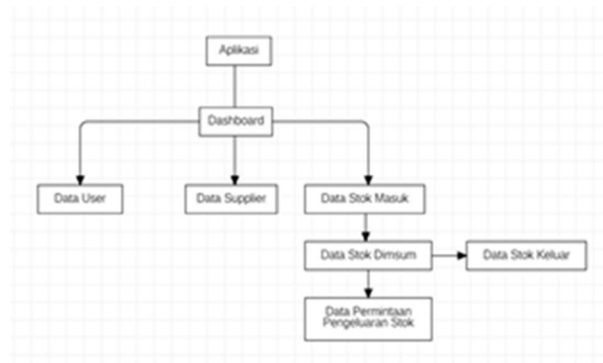 Aplikasi
Dashboard
Data User
Data Supplier
Data Stok Masuk
Data Stok Dimsum
Data Stok Keluar
Data Permintaan
Pengeluaran Stok